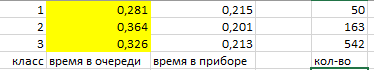 1 0,281 0,215 50
2 0,364 0,201 163
3 0,326 0,213 542
класс время в очереди время в приборе кол-во